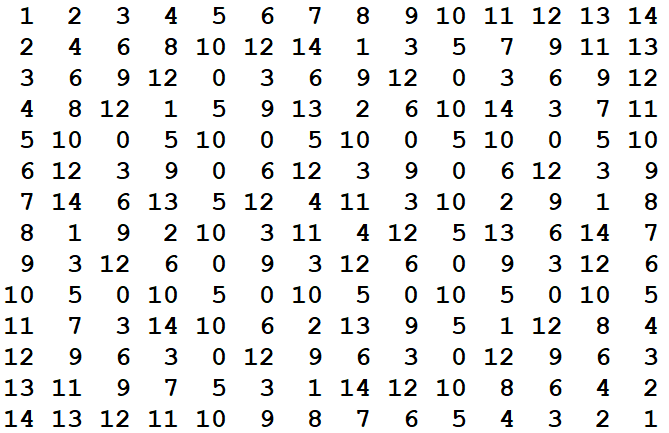 1 2 3 4 5 6 7 8 9 10 11 12 13 14
2 4 6 8 10 12 14 1 3 5 7 9 11 13
3 6 9 12 0 3 6 9 12 0 3 6 9 12
4 8 12 1 5 9 13 2 6 10 14 3 7 11
5 10 0 5 10 0 5 10 0 5 10 0 5 10
6 12 3 9 0 6 12 3 9 0 6 12 3 9
7 14 6 13 5 12 4 11 3 10 2 9 1 8
8 1 9 2 10 3 11 4 12 5 13 6 14 7
9 3 12 6 0 9 3 12 6 0 9 3 12 6
10 5 0 10 5 0 10 5 0 10 5 0 10 5
11 7 3 14 10 6 2 13 9 5 1 12 8 4
12 9 6 3 0 12 9 6 3 0 12 9 6 3
13 11 9 7 5 3 1 14 12 10 8 6 4 2
14 13 12 11 10 9 8 7 6 5 4 3 2 1